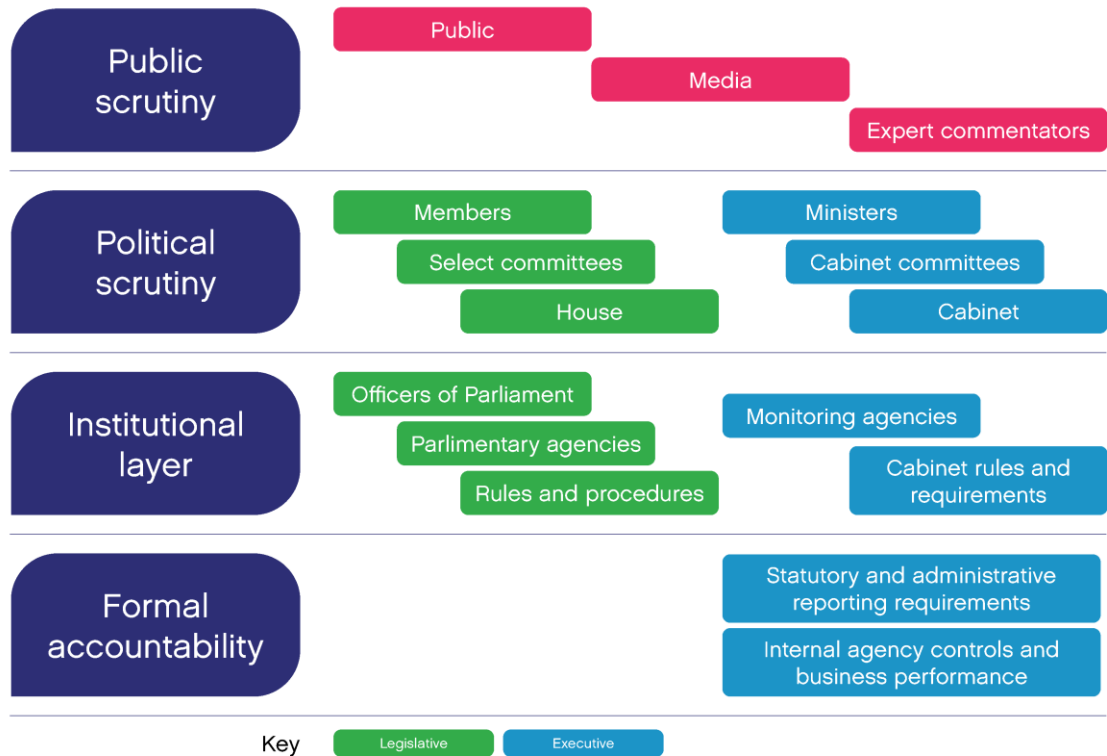 Public
scrutiny
Public
Media
Expert commentators
Political
scrutiny
Members
Select committees
House
Ministers
Cabinet committees
Cabinet
Institutional
layer
Officers of Parliament
Parlimentary agencies
Rules and procedures
Monitoring agencies
Cabinet rules and
requirements
Formal
accountability
Statutory and administrative
reporting requirements
Internal agency controls and
business performance
Key
Legislative
Executive